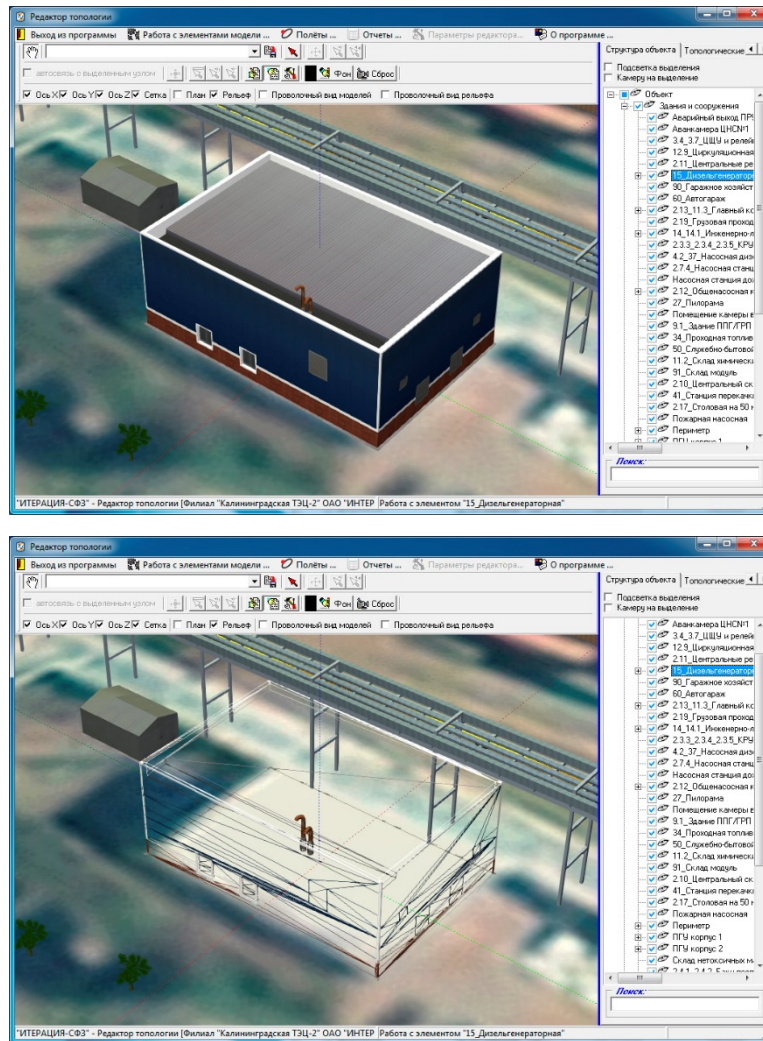 Редактор топологии
Выход из программы Работа с элементами модели ... Полёты ... Отчеты ... Параметры редактора... О программе ...
Структура объекта Топологические
автосвязь с выделенным узлом Фон Сброс
Подсветка выделения
Камеру на выделение
Ось X Ось Y Ось Z Сетка План Рельеф Проволочный вид моделей Проволочный вид рельефа
Объект
Здания и сооружения
Аварийный выход ПРУ
Аванкамера ЦНС№1
3.4_3.7_ЦЩУ и релей
12.9_Циркуляционная
2.11_Центральные ре
15_Дизельгенератор
90_Гаражное хозяйст
60_Автогараж
2.13_11.3_Главный ко
2.19_Грузовая проход
14_14.1_Инженерно-л
2.3.3_2.3.4_2.3.5_КРУ
4.2_37_Насосная диз
2.7.4_Насосная станц
Насосная станция до
2.12_Общенасосная
27_Пилорама
Помещение камеры в
9.1_Здание ППГ/ГРП
34_Проходная топлив
50_Служебно-бытовой
11.2_Склад химическ
91_Склад модуль
2.10_Центральный ск
41_Станция перекачк
2.17_Столовая на 50
Пожарная насосная
Периметр
ПГУ корпус 1
Поиск:
"ИТЕРАЦИЯ-СФЗ" - Редактор топологии [Филиал "Калининградская ТЭЦ-2" ОАО "ИНТЕР Работа с элементом "15_Дизельгенераторная"
Редактор топологии
Выход из программы Работа с элементами модели ... Полёты ... Отчеты ... Параметры редактора... О программе ...
Структура объекта Топологические
автосвязь с выделенным узлом Фон Сброс
Подсветка выделения
Камеру на выделение
Ось X Ось Y Ось Z Сетка План Рельеф Проволочный вид моделей Проволочный вид рельефа
Аванкамера ЦНС№1
3.4_3.7_ЦЩУ и релей
12.9_Циркуляционная
2.11_Центральные ре
15_Дизельгенератор
90_Гаражное хозяйст
60_Автогараж
2.13_11.3_Главный ко
2.19_Грузовая проход
14_14.1_Инженерно-л
2.3.3_2.3.4_2.3.5_КРУ
4.2_37_Насосная диз
2.7.4_Насосная станц
Насосная станция до
2.12_Общенасосная
27_Пилорама
Помещение камеры в
9.1_Здание ППГ/ГРП
34_Проходная топлив
50_Служебно-бытовой
11.2_Склад химическ
91_Склад модуль
2.10_Центральный ск
41_Станция перекачк
2.17_Столовая на 50
Пожарная насосная
Периметр
ПГУ корпус 1
ПГУ корпус 2
Склад нетоксичных м
Поиск:
"ИТЕРАЦИЯ-СФЗ" - Редактор топологии [Филиал "Калининградская ТЭЦ-2" ОАО "ИНТЕР Работа с элементом "15_Дизельгенераторная"